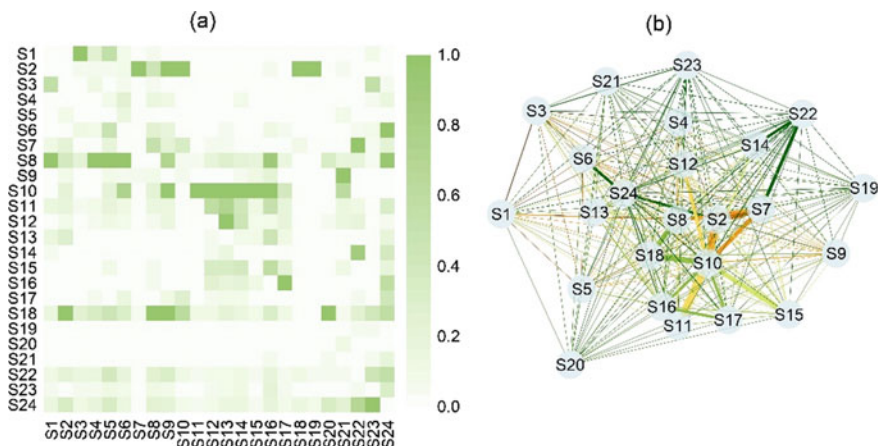 (a)
S1
S2
S3
S4
S5
S6
S7
S8
S9
S10
S11
S12
S13
S14
S15
S16
S17
S18
S19
S20
S21
S22
S23
S24
S1
S2
S3
S4
S5
S6
S7
S8
S9
S10
S11
S12
S13
S14
S15
S16
S17
S18
S19
S20
S21
S22
S23
S24
1.0
0.8
0.6
0.4
0.2
0.0
(b)
S23
S21
S3
S22
S4
S14
S6
S12
S19
S24
S1
S13
S8
S2
S7
S18
S10
S9
S5
S16
S11
S17
S15
S20